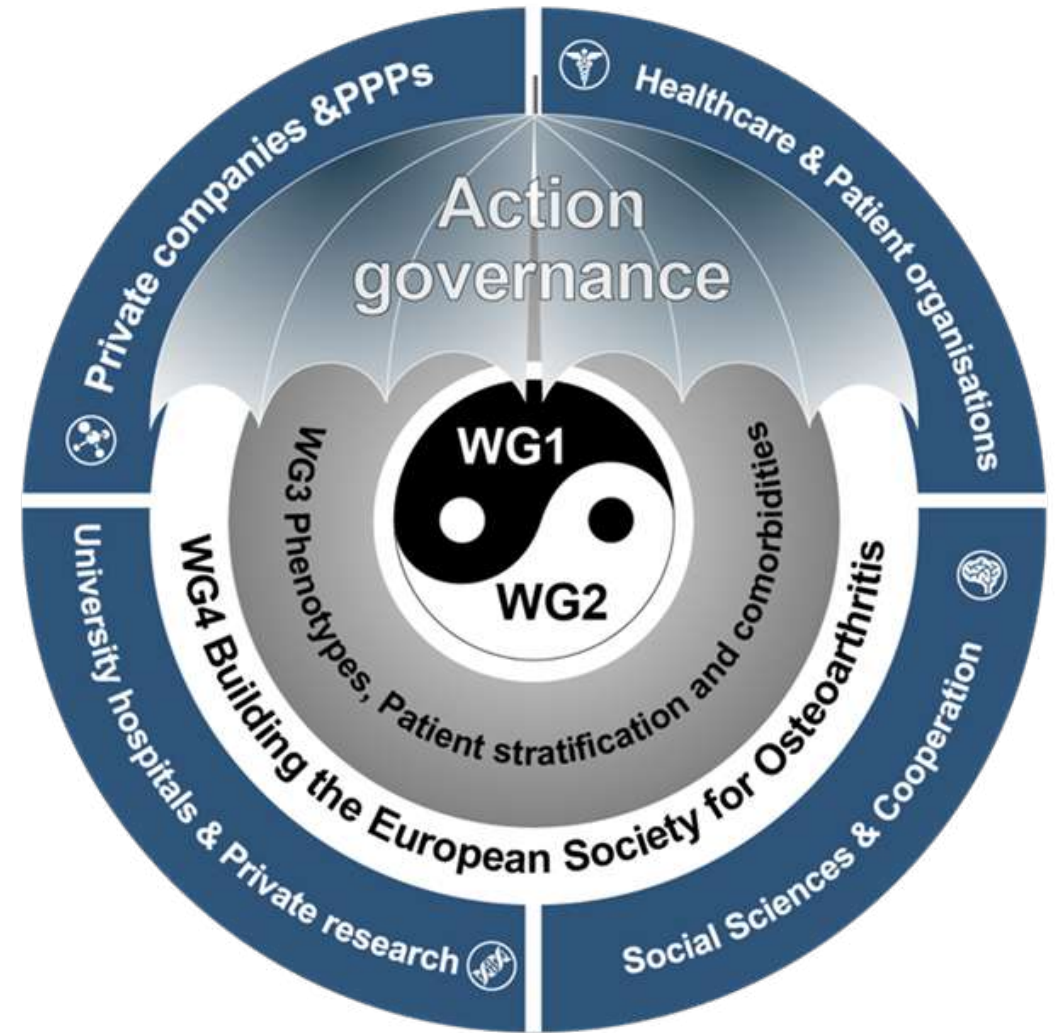 Private companies &PPPs
Healthcare & Patient organisations
Action
governance
WG1
WG2
WG3 Phenotypes, Patient stratification and comorbidities
WG4 Building the European Society for Osteoarthritis
University hospitals & Private research
Social Sciences & Cooperation